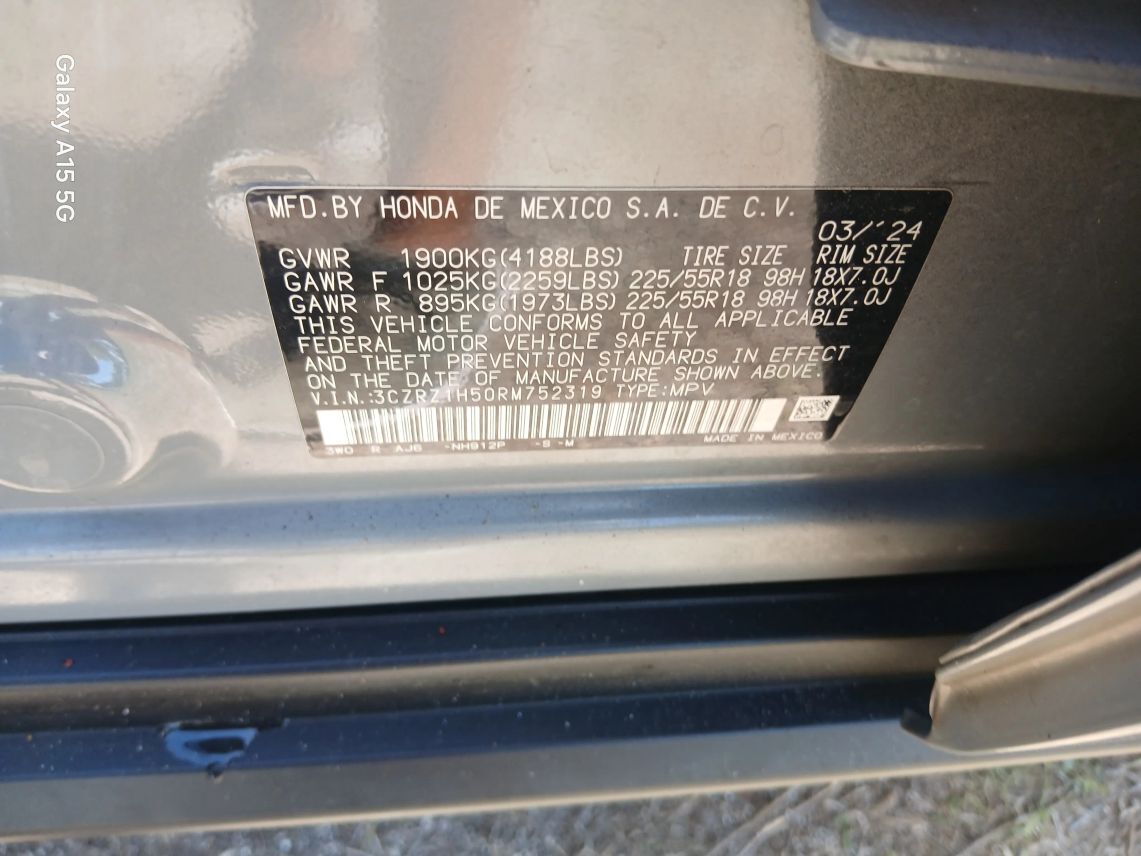 Galaxy A15 5G
MFD.BY HONDA DE MEXICO S.A. DE C.V.
03/´24
GVWR 1900KG(4188LBS) TIRE SIZE RIM SIZE
GAWR F 1025KG(2259LBS) 225/55R18 98H 18X7.0J
GAWR R 895KG(1973LBS) 225/55R18 98H 18X7.0J
THIS VEHICLE CONFORMS TO ALL APPLICABLE
FEDERAL MOTOR VEHICLE SAFETY
AND THEFT PREVENTION STANDARDS IN EFFECT
ON THE DATE OF MANUFACTURE SHOWN ABOVE.
V.I.N.:3CZRZ1H50RM752319 TYPE:MPV
3W0 R AJ6 -NH912P -S -M MADE IN MEXICO